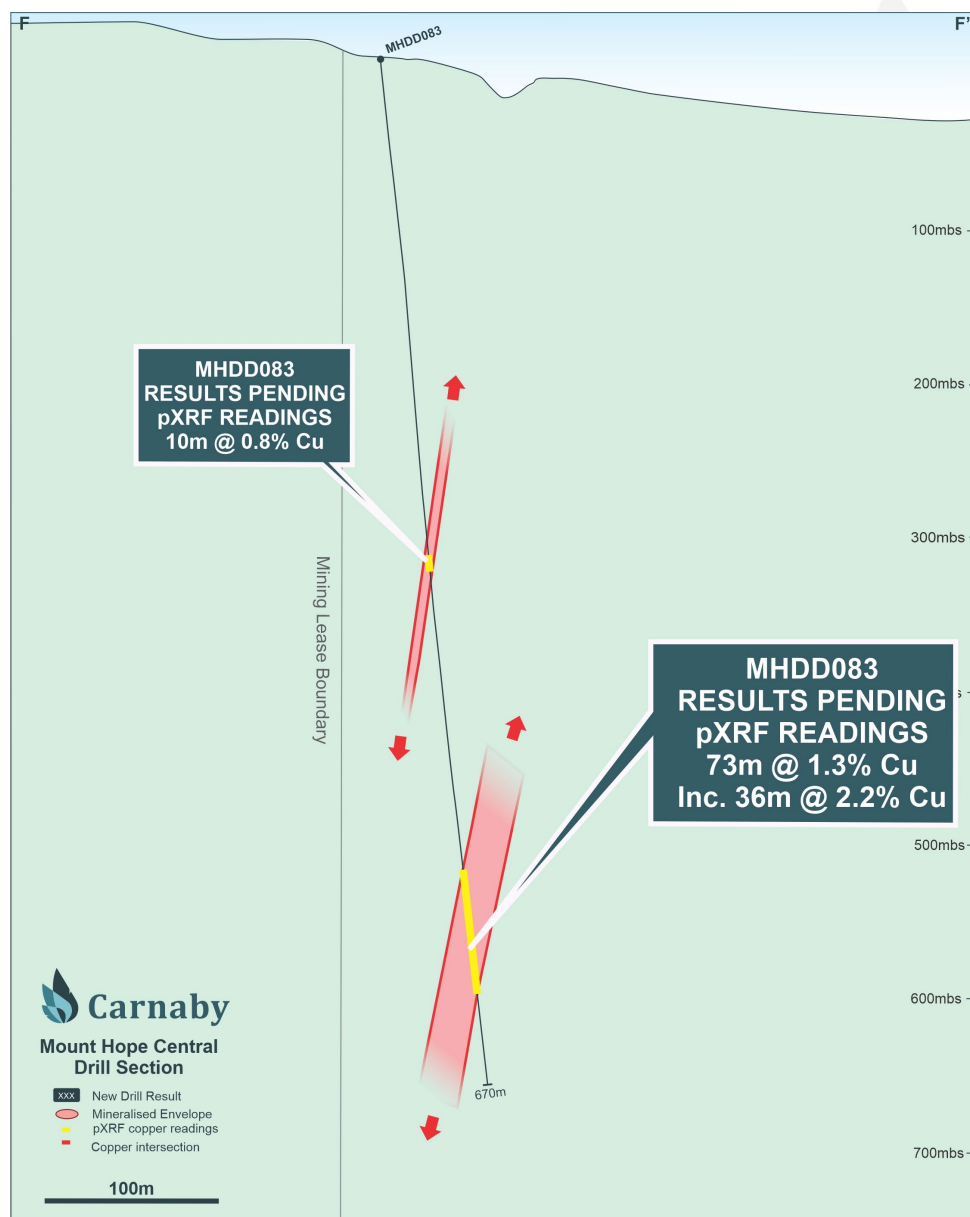 F
F'
MHDD083
100mbs
200mbs
MHDD083
RESULTS PENDING
pXRF READINGS
10m @ 0.8% Cu
300mbs
Mining Lease Boundary
MHDD083
RESULTS PENDING
pXRF READINGS
73m @ 1.3% Cu
Inc. 36m @ 2.2% Cu
s
500mbs
600mbs
670m
700mbs
Carnaby
Mount Hope Central
Drill Section
XXX New Drill Result
Mineralised Envelope
pXRF copper readings
Copper intersection
100m